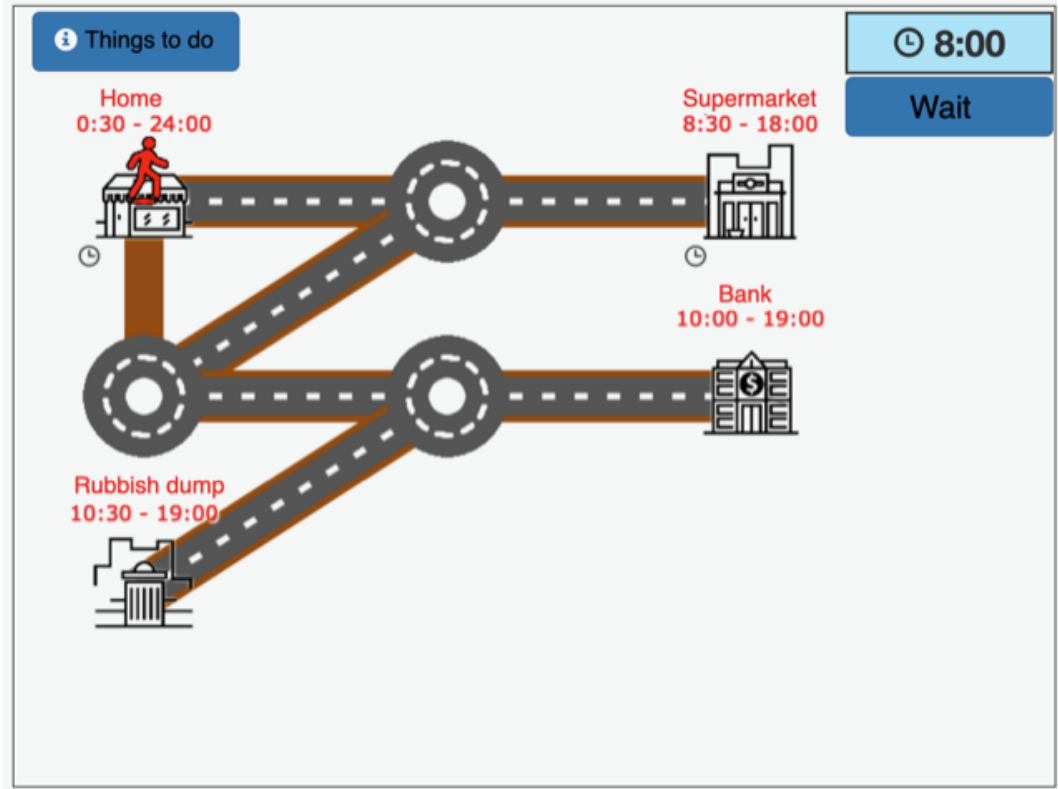 Things to do
8:00
Wait
Home
0:30 - 24:00
Supermarket
8:30 - 18:00
Bank
10:00 - 19:00
$
Rubbish dump
10:30 - 19:00